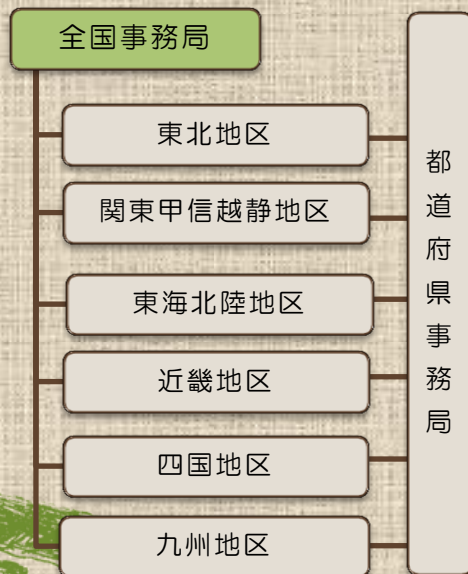 全国事務局
東北地区
関東甲信越静地区
東海北陸地区
近畿地区
四国地区
九州地区
都道府県事務局